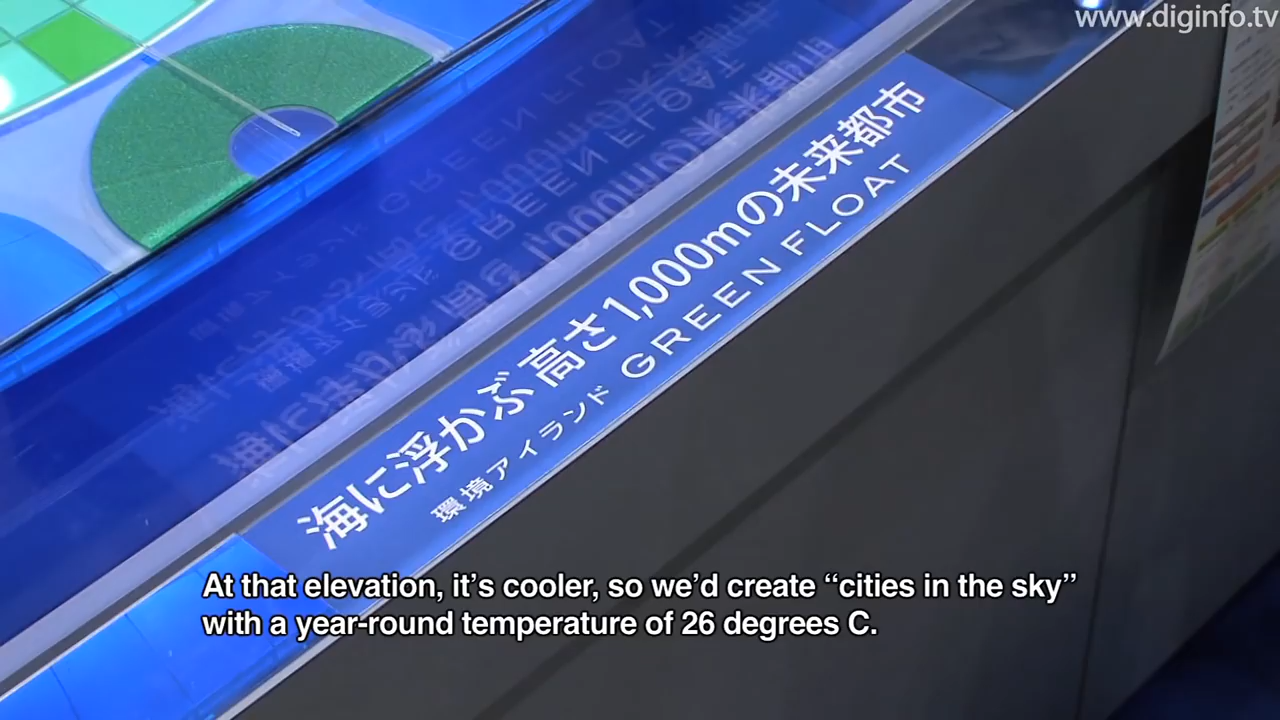 www.diginfo.tv
海に浮かぶ高さ1,000mの未来都市
環境アイランド GREEN FLOAT
At that elevation, it's cooler, so we'd create “cities in the sky”
with a year-round temperature of 26 degrees C.